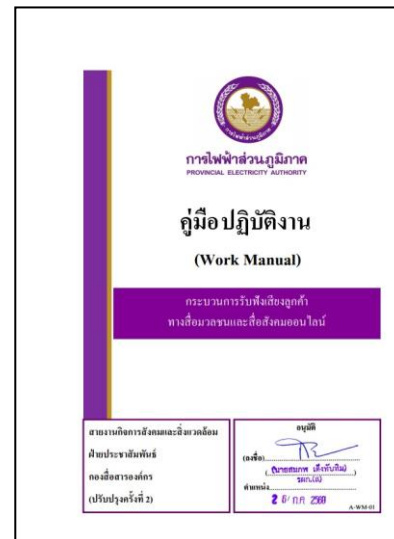 การไฟฟ้าส่วนภูมิภาค
PROVINCIAL ELECTRICITY AUTHORITY
คู่มือปฏิบัติงาน
(Work Manual)
กระบวนการรับฟังเสียงลูกค้า
ทางสื่อมวลชนและสื่อสังคมออนไลน์
สายงานกิจการสังคมและสิ่งแวดล้อม
ฝ่ายประชาสัมพันธ์
กองสื่อสารองค์กร
(ปรับปรุงครั้งที่ 2)
อนุมัติ
(ลงชื่อ)
ตำแหน่ง
A-WM-01